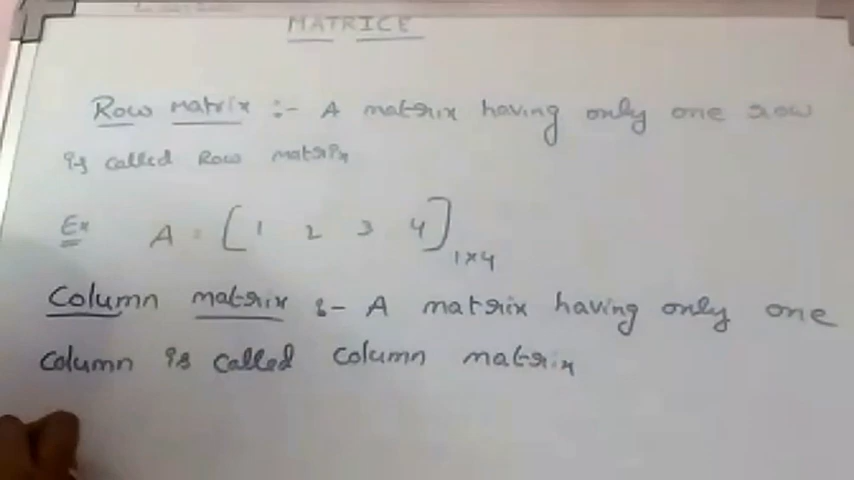 MATRICE
Row matrix :- A matrix having only one row
is called Row matrix
Ex A = [ 1 2 3 4 ] 1×4
Column matrix :- A matrix having only one
column is called column matrix